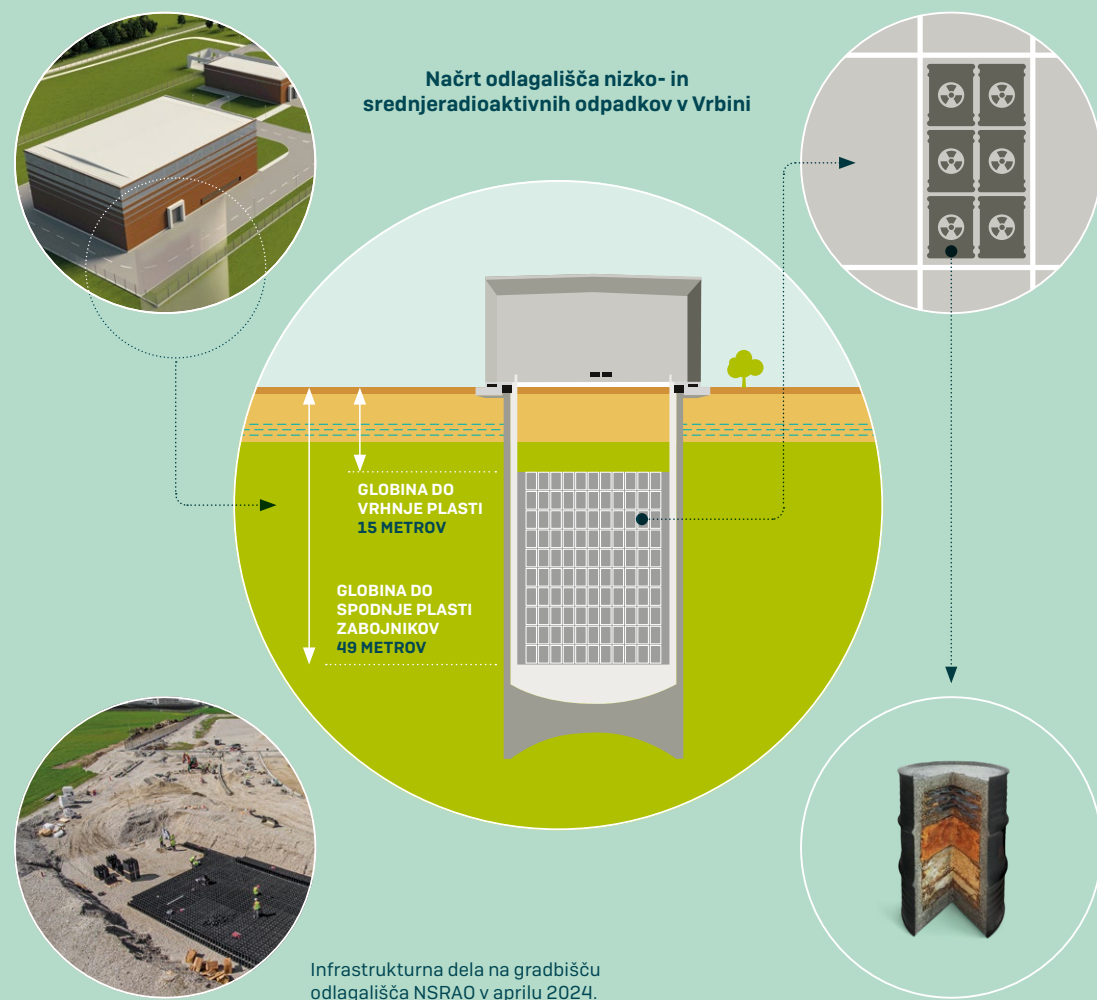 Načrt odlagališča nizko- in
srednjeradioaktivnih odpadkov v Vrbini
GLOBINA DO
VRHNJE PLASTI
15 METROV
GLOBINA DO
SPODNJE PLASTI
ZABOJNIKOV
49 METROV
Infrastrukturna dela na gradbišču
odlagališča NSRAO v aprilu 2024.